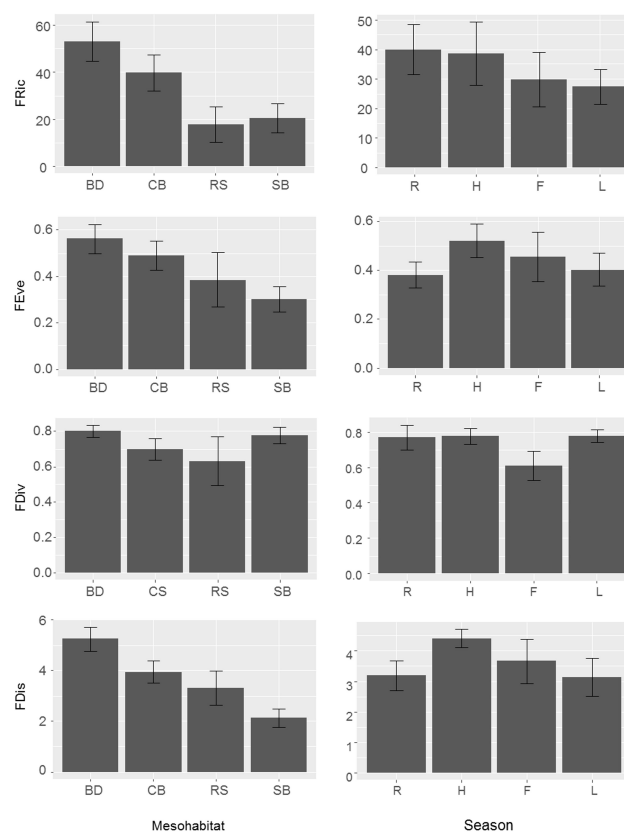 FRic
60
40
20
0
BD CB RS SB
50
40
30
20
10
0
R H F L
FEve
0.6
0.4
0.2
0.0
BD CB RS SB
0.6
0.4
0.2
0.0
R H F L
FDiv
0.8
0.6
0.4
0.2
0.0
BD CS RS SB
0.8
0.6
0.4
0.2
0.0
R H F L
FDis
6
4
2
0
BD CB RS SB
4
3
2
1
0
R H F L
Mesohabitat
Season